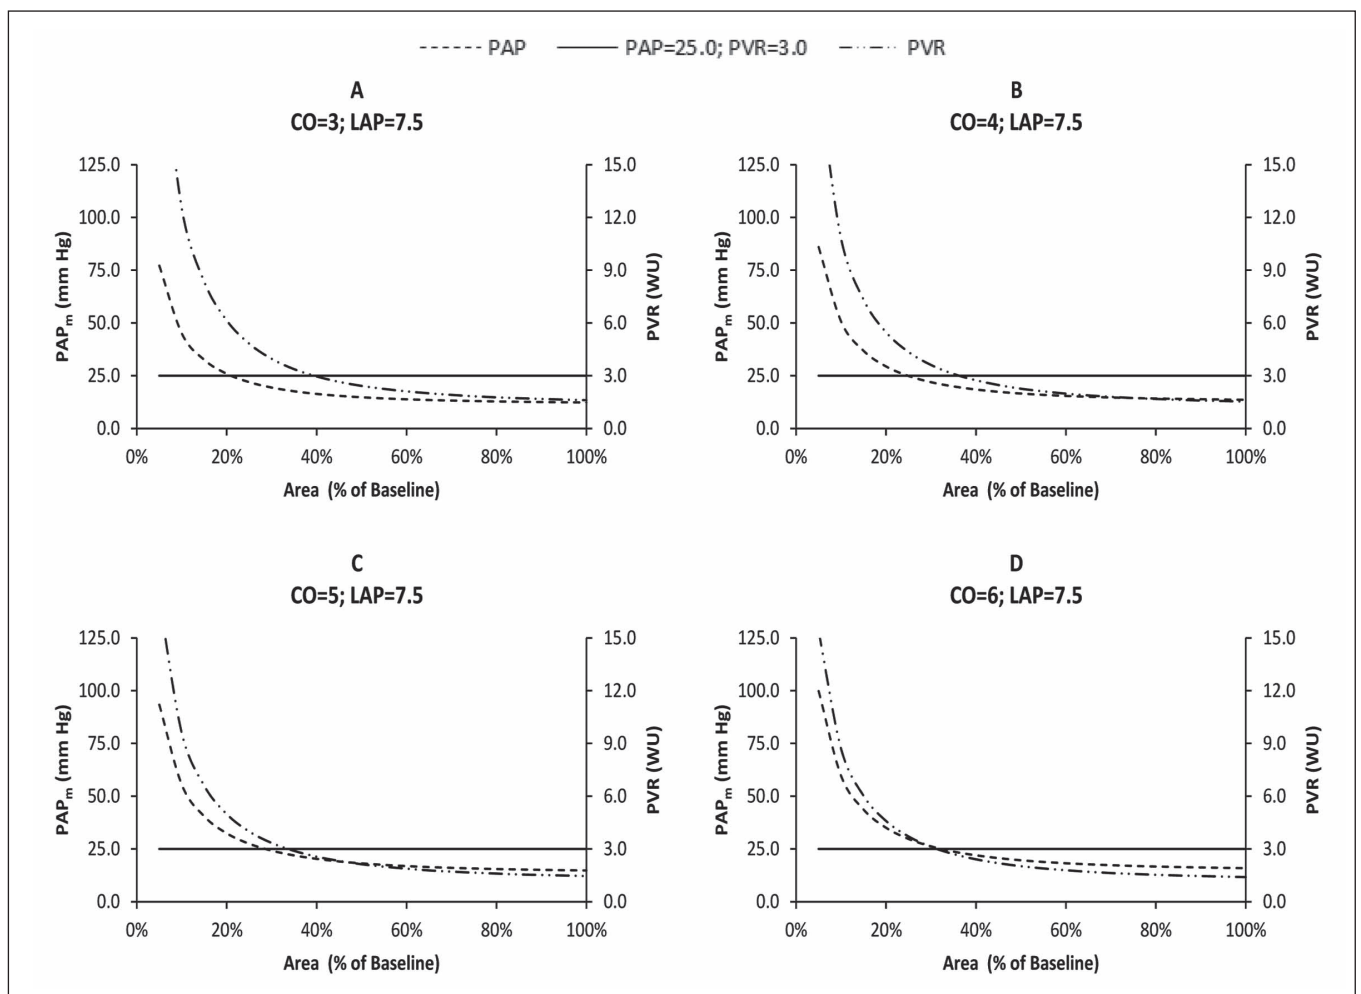 PAP PAP=25.0; PVR=3.0 PVR
A
CO=3; LAP=7.5
125.0
100.0
75.0
50.0
25.0
0.0
PAPm (mm Hg)
15.0
12.0
9.0
6.0
3.0
0.0
PVR (WU)
0% 20% 40% 60% 80% 100%
Area (% of Baseline)
B
CO=4; LAP=7.5
125.0
100.0
75.0
50.0
25.0
0.0
PAPm (mm Hg)
15.0
12.0
9.0
6.0
3.0
0.0
PVR (WU)
0% 20% 40% 60% 80% 100%
Area (% of Baseline)
C
CO=5; LAP=7.5
125.0
100.0
75.0
50.0
25.0
0.0
PAPm (mm Hg)
15.0
12.0
9.0
6.0
3.0
0.0
PVR (WU)
0% 20% 40% 60% 80% 100%
Area (% of Baseline)
D
CO=6; LAP=7.5
125.0
100.0
75.0
50.0
25.0
0.0
PAPm (mm Hg)
15.0
12.0
9.0
6.0
3.0
0.0
PVR (WU)
0% 20% 40% 60% 80% 100%
Area (% of Baseline)